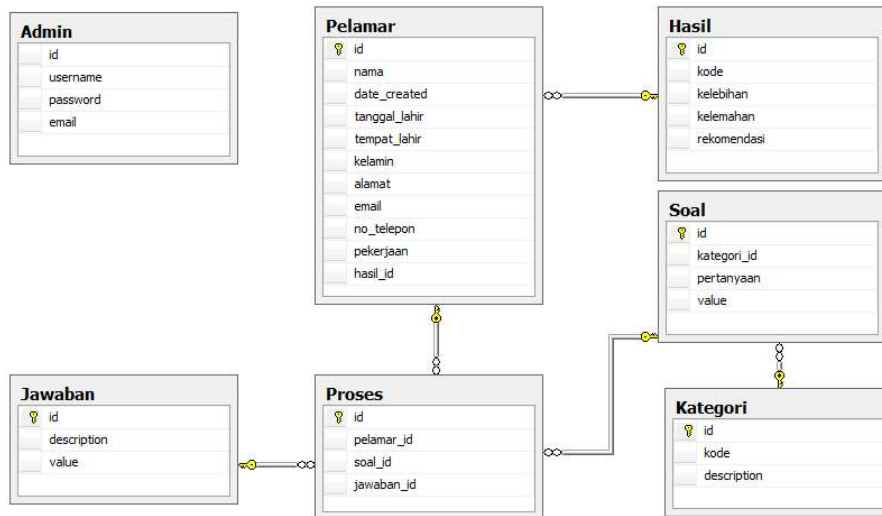 Admin
id
username
password
email
Pelamar
id
nama
date_created
tanggal_lahir
tempat_lahir
kelamin
alamat
email
no_telepon
pekerjaan
hasil_id
Hasil
id
kode
kelebihan
kelemahan
rekomendasi
Soal
id
kategori_id
pertanyaan
value
Jawaban
id
description
value
Proses
id
pelamar_id
soal_id
jawaban_id
Kategori
id
kode
description